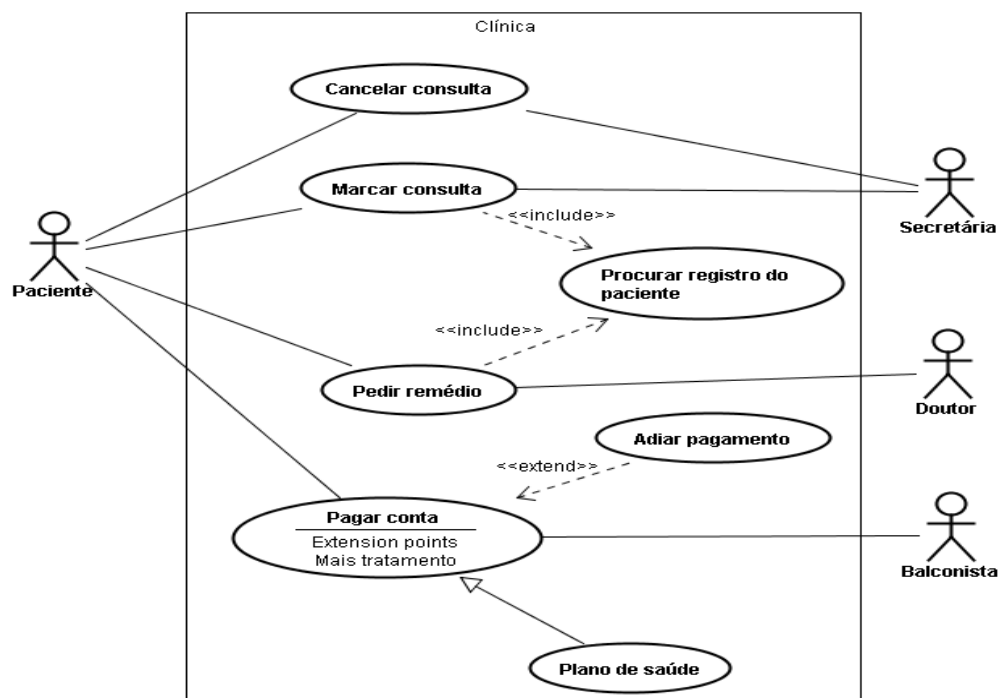 Clínica
Cancelar consulta
Marcar consulta
<<include>>
Secretária
Paciente
Procurar registro do
paciente
<<include>>
Pedir remédio
Doutor
Adiar pagamento
<<extend>>
Pagar conta
Extension points
Mais tratamento
Balconista
Plano de saúde